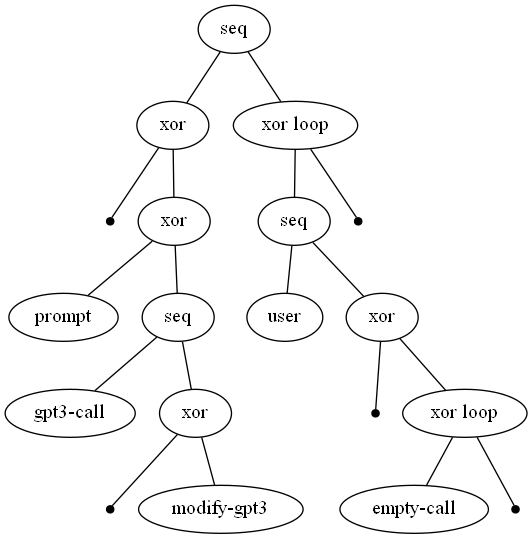 seq
xor
xor loop
xor
seq
prompt
seq
user
xor
gpt3-call
xor
xor loop
modify-gpt3
empty-call